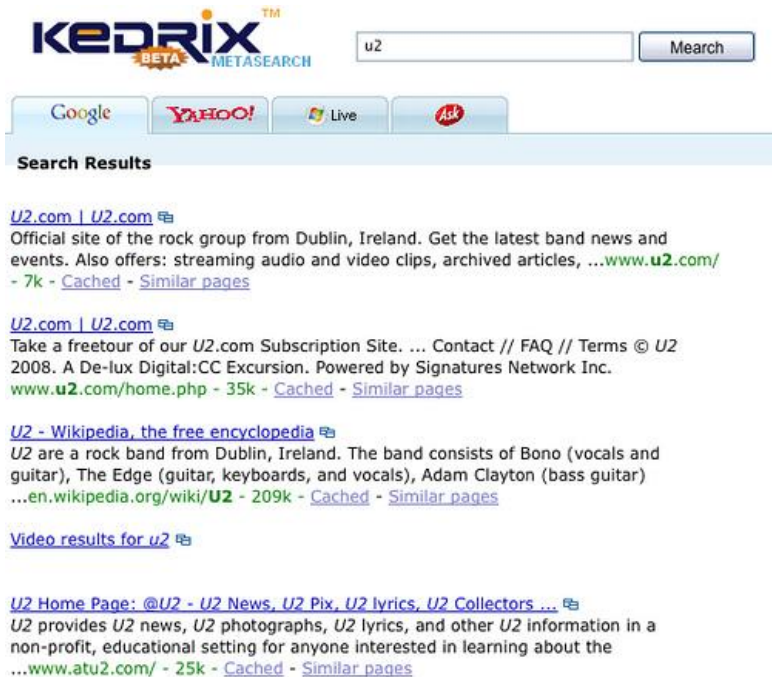 KEDRIX TM
BETA METASEARCH
u2
Mearch
Google YAHOO! Live Ask
Search Results
U2.com | U2.com
Official site of the rock group from Dublin, Ireland. Get the latest band news and
events. Also offers: streaming audio and video clips, archived articles, ...www.u2.com/
- 7k - Cached - Similar pages
U2.com | U2.com
Take a freetour of our U2.com Subscription Site. ... Contact // FAQ // Terms © U2
2008. A De-lux Digital:CC Excursion. Powered by Signatures Network Inc.
www.u2.com/home.php - 35k - Cached - Similar pages
U2 - Wikipedia, the free encyclopedia
U2 are a rock band from Dublin, Ireland. The band consists of Bono (vocals and
guitar), The Edge (guitar, keyboards, and vocals), Adam Clayton (bass guitar)
...en.wikipedia.org/wiki/U2 - 209k - Cached - Similar pages
Video results for u2
U2 Home Page: @U2 - U2 News, U2 Pix, U2 lyrics, U2 Collectors ...
U2 provides U2 news, U2 photographs, U2 lyrics, and other U2 information in a
non-profit, educational setting for anyone interested in learning about the
...www.atu2.com/ - 25k - Cached - Similar pages